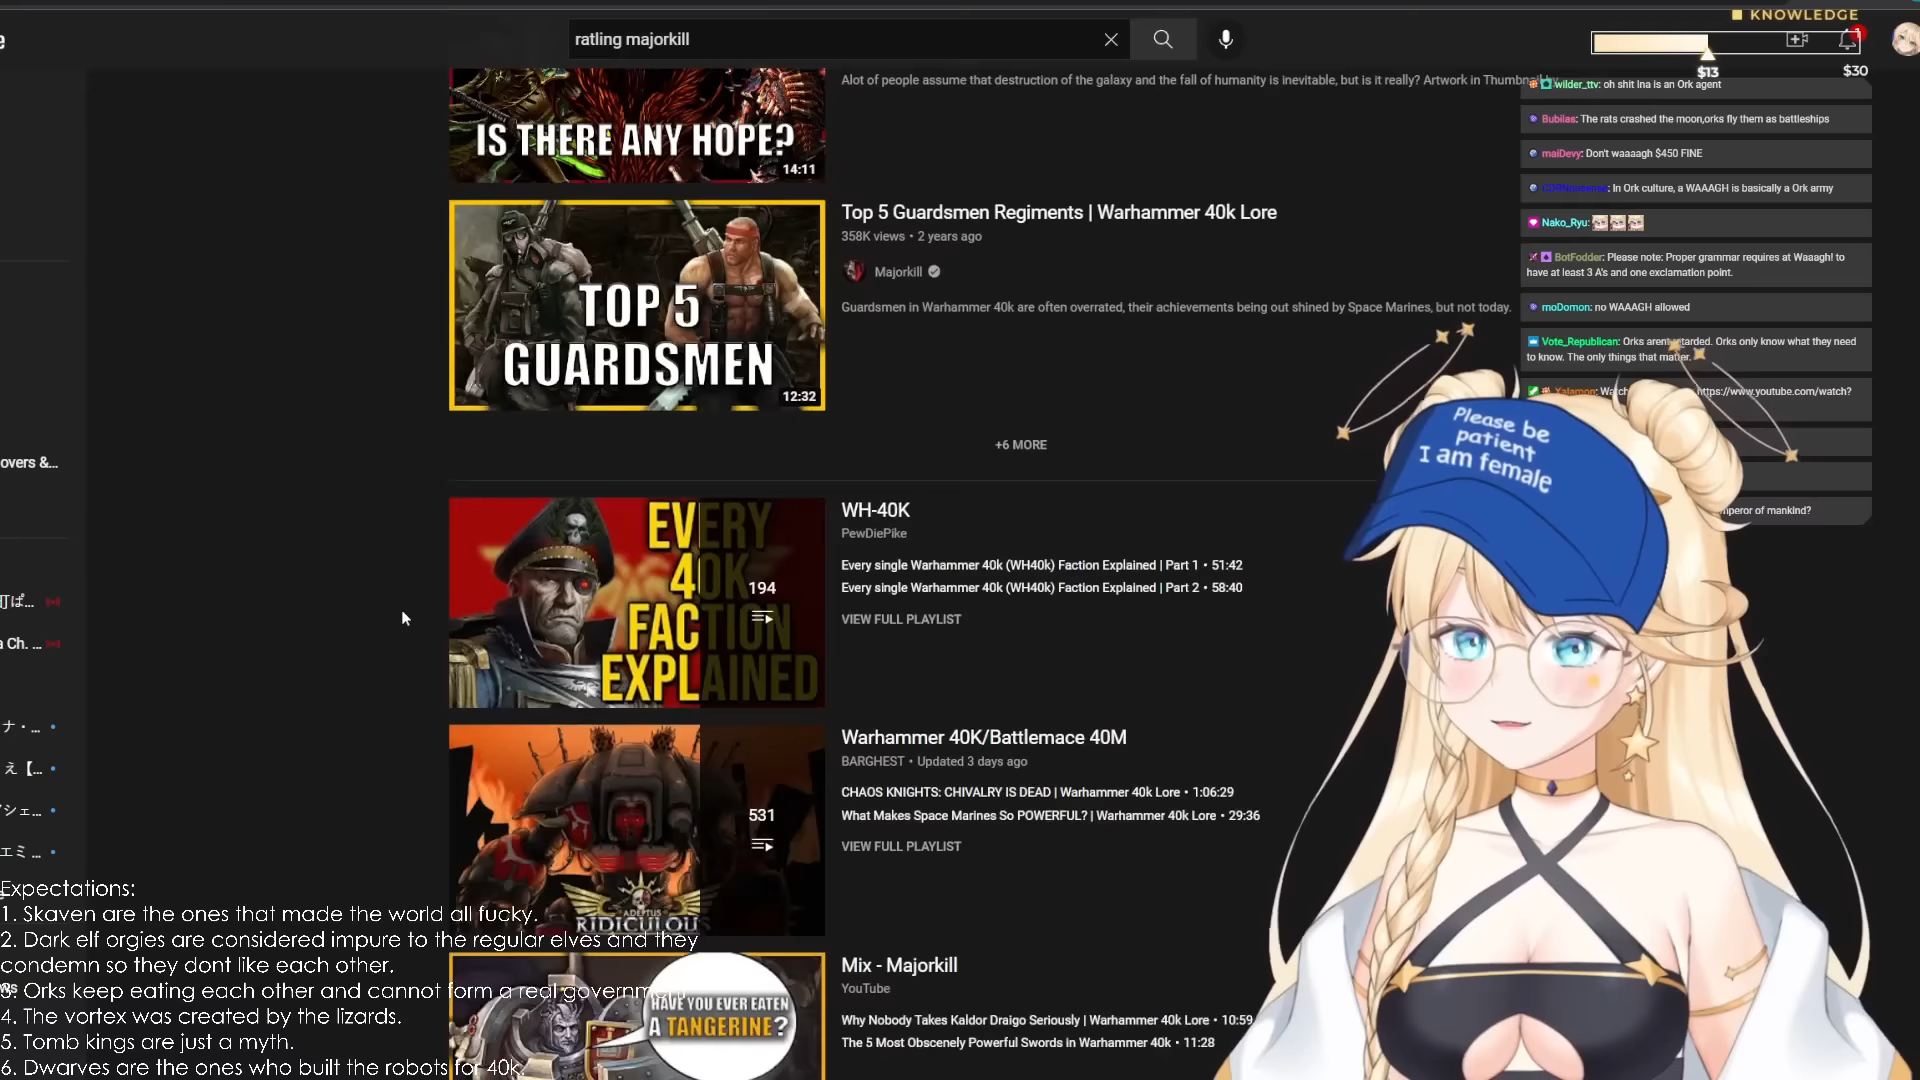 KNOWLEDGE
ratling majorkill
$13
$30
Alot of people assume that destruction of the galaxy and the fall of humanity is inevitable, but is it really? Artwork in
IS THERE ANY HOPE?
14:11
Top 5 Guardsmen Regiments | Warhammer 40k Lore
358K views • 2 years ago
Majorkill
Guardsmen in Warhammer 40k are often overrated, their achievements being out shined by Space Marines, but not today.
TOP 5
GUARDSMEN
12:32
+6 MORE
EVERY
40K
FACTION
EXPLAINED
194
WH-40K
PewDiePike
Every single Warhammer 40k (WH40k) Faction Explained | Part 1 • 51:42
Every single Warhammer 40k (WH40k) Faction Explained | Part 2 • 58:40
VIEW FULL PLAYLIST
531
ADEPTUS
RIDICULOUS
Warhammer 40K/Battlemace 40M
BARGHEST • Updated 3 days ago
CHAOS KNIGHTS: CHIVALRY IS DEAD | Warhammer 40k Lore • 1:06:29
What Makes Space Marines So POWERFUL? | Warhammer 40k Lore • 29:36
VIEW FULL PLAYLIST
HAVE YOU EVER EATEN
A TANGERINE?
Mix - Majorkill
YouTube
Why Nobody Takes Kaldor Draigo Seriously | Warhammer 40k Lore • 10:59
The 5 Most Obscenely Powerful Swords in Warhammer 40k • 11:28
wilder_ttv: oh shit Ina is an Ork agent
Bubilas: The rats crashed the moon,orks fly them as battleships
maiDevy: Don't waaaagh $450 FINE
In Ork culture, a WAAAGH is basically a Ork army
Nako_Ryu:
BotFodder: Please note: Proper grammar requires at Waaagh! to
have at least 3 A's and one exclamation point.
moDomon: no WAAAGH allowed
Vote_Republican: Orks arent tarded. Orks only know what they need
to know. The only things that matter.
Xalamon: https://www.youtube.com/watch?
mperor of mankind?
Please be
patient
I am female
overs &...
a Ch. ...
ナ・...
え【...
シェ...
エミ ...
Expectations:
1. Skaven are the ones that made the world all fucky.
2. Dark elf orgies are considered impure to the regular elves and they
condemn so they dont like each other.
3. Orks keep eating each other and cannot form a real government
4. The vortex was created by the lizards.
5. Tomb kings are just a myth.
6. Dwarves are the ones who built the robots for 40k.